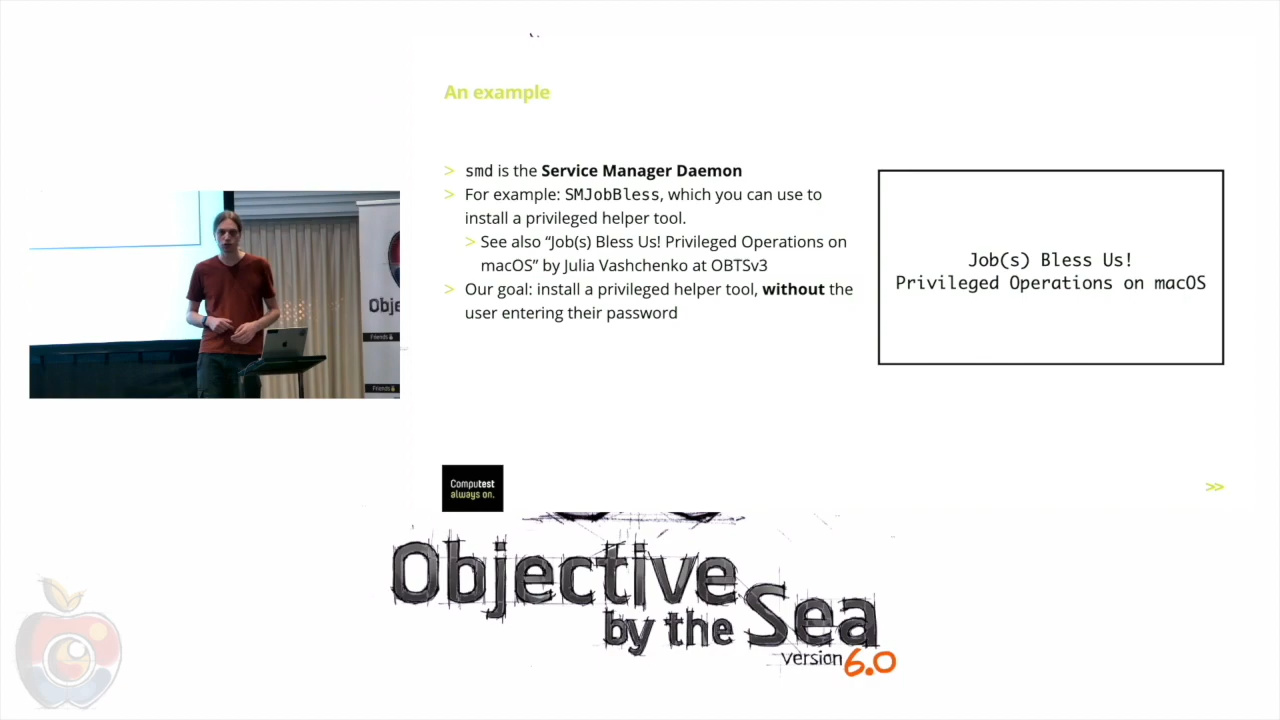 An example
> smd is the Service Manager Daemon
> For example: SMJobBless, which you can use to
install a privileged helper tool.
> See also “Job(s) Bless Us! Privileged Operations on
macOS” by Julia Vashchenko at OBTSv3
> Our goal: install a privileged helper tool, without the
user entering their password
Job(s) Bless Us!
Privileged Operations on macOS
Obje
Friends
Friends
Computest
always on.
>>
Objective
by the Sea
version 6.0